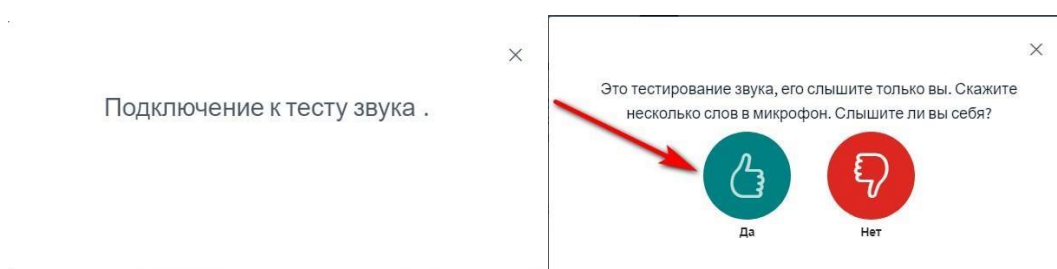 Подключение к тесту звука .
Это тестирование звука, его слышите только вы. Скажите
несколько слов в микрофон. Слышите ли вы себя?
Да
Нет